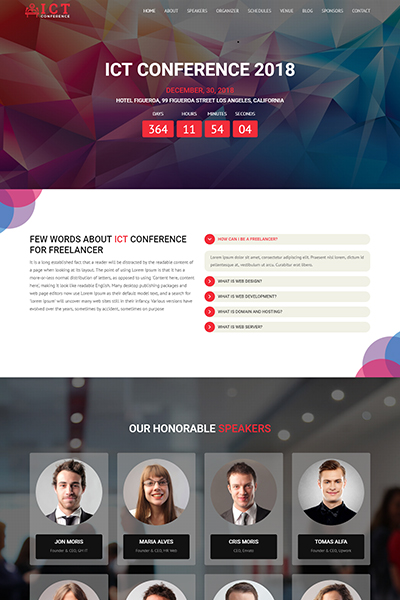 ICT
CONFERENCE
HOME ABOUT SPEAKERS ORGANIZER SCHEDULES VENUE BLOG SPONSORS CONTACT
ICT CONFERENCE 2018
DECEMBER, 30, 2018
HOTEL FIGUEROA, 99 FIGUEROA STREET LOS ANGELES, CALIFORNIA
DAYS HOURS MINUTES SECONDS
364 11 54 04
FEW WORDS ABOUT ICT CONFERENCE
FOR FREELANCER
It is a long established fact that a reader will be distracted by the readable content of
a page when looking at its layout. The point of using Lorem Ipsum is that it has a
more-or-less normal distribution of letters, as opposed to using 'Content here, content
here', making it look like readable English. Many desktop publishing packages and
web page editors now use Lorem Ipsum as their default model text, and a search for
'lorem ipsum' will uncover many web sites still in their infancy. Various versions have
evolved over the years, sometimes by accident, sometimes on purpose
HOW CAN I BE A FREELANCER?
Lorem ipsum dolor sit amet, consectetur adipiscing elit. Praesent risus lorem, dictum id
pellentesque at, vestibulum ut arcu. Curabitur erat libero.
WHAT IS WEB DESIGN?
WHAT IS WEB DEVELOPMENT?
WHAT IS DOMAIN AND HOSTING?
WHAT IS WEB SERVER?
OUR HONORABLE SPEAKERS
JON MORIS
Founder & CEO, GH IT
MARIA ALVES
Founder & CEO, HR Web
CRIS MORIS
CEO, Envato
TOMAS ALFA
Founder & CEO, Upwork